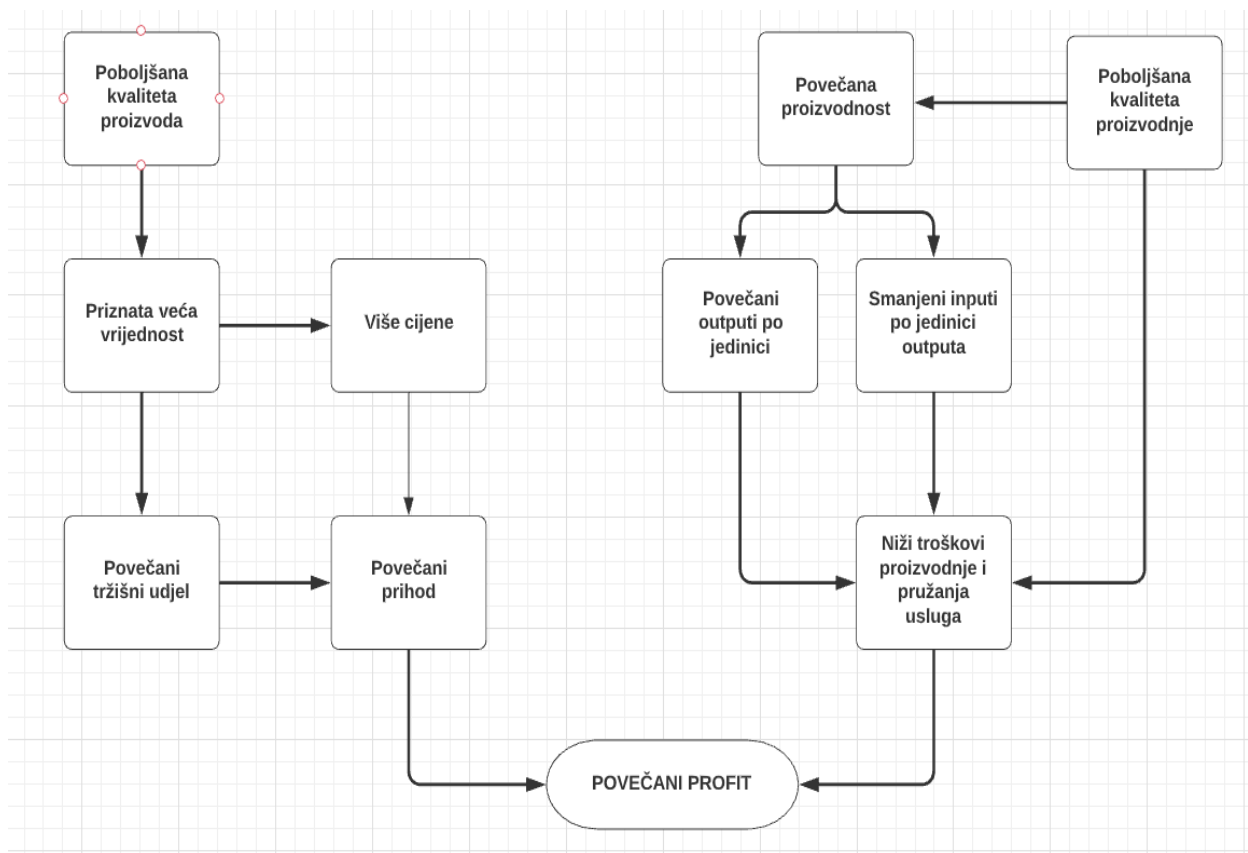 Poboljšana
kvaliteta
proizvoda
Povečana
proizvodnost
Poboljšana
kvaliteta
proizvodnje
Priznata veća
vrijednost
Više cijene
Povečani
outputi po
jedinici
Smanjeni inputi
po jedinici
outputa
Povečani
tržišni udjel
Povečani
prihod
Niži troškovi
proizvodnje i
pružanja
usluga
POVEČANI PROFIT